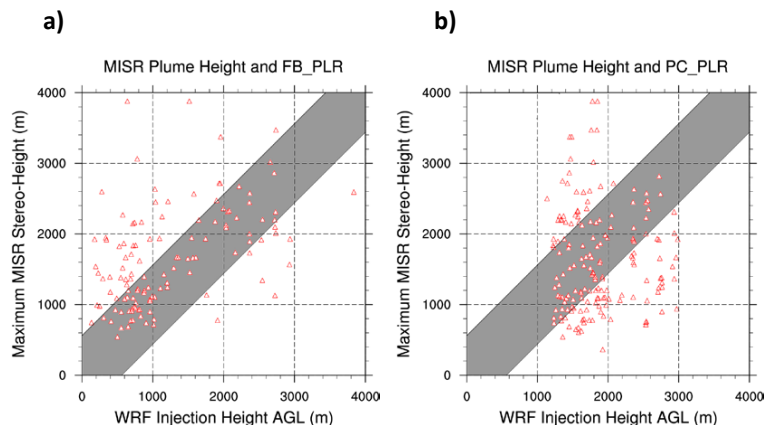 a)
MISR Plume Height and FB_PLR
4000
3000
2000
1000
0
Maximum MISR Stereo-Height (m)
0 1000 2000 3000 4000
WRF Injection Height AGL (m)
b)
MISR Plume Height and PC_PLR
4000
3000
2000
1000
0
Maximum MISR Stereo-Height (m)
0 1000 2000 3000 4000
WRF Injection Height AGL (m)